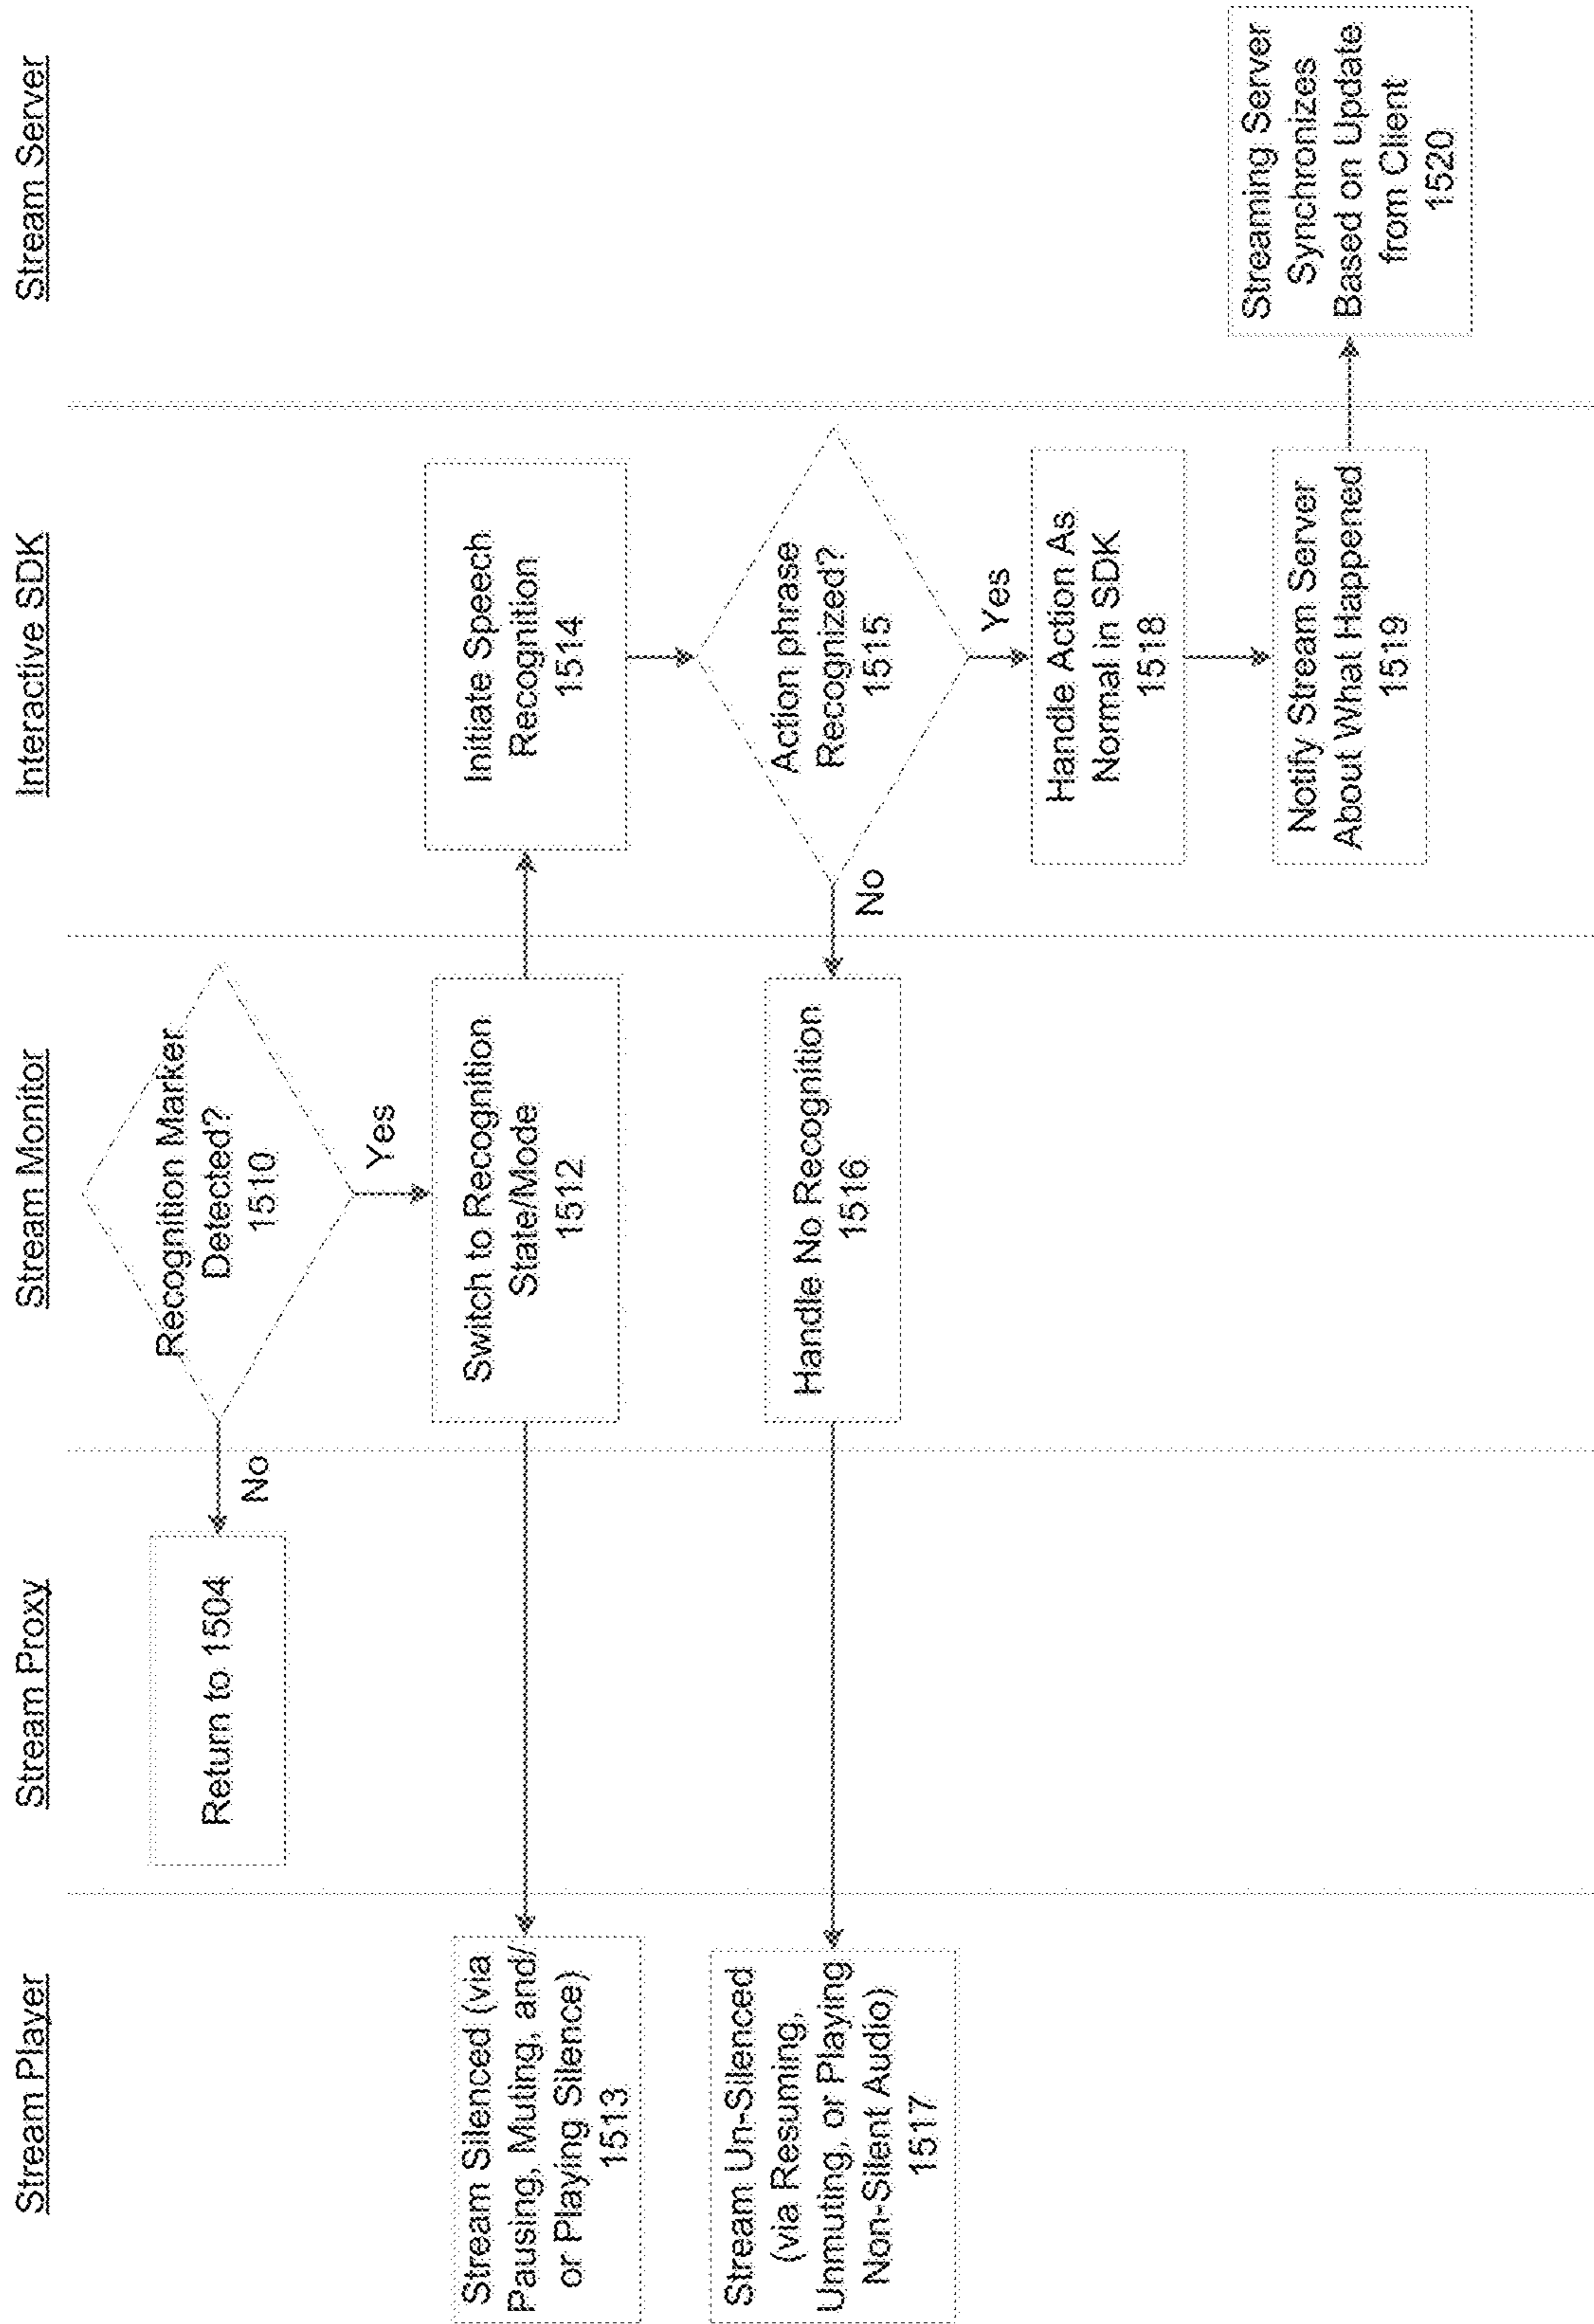 Stream Player
Stream Proxy
Stream Monitor
Interactive SDK
Stream Server
Return to 1504
No
Recognition Marker
Detected?
1510
Yes
Stream Silenced (via
Pausing, Muting, and/
or Playing Silence)
1513
Switch to Recognition
State/Mode
1512
Initiate Speech
Recognition
1514
Stream Un-Silenced
(via Resuming,
Unmuting, or Playing
Non-Silent Audio)
1517
Handle No Recognition
1516
No
Action phrase
Recognized?
1515
Yes
Handle Action As
Normal in SDK
1518
Notify Stream Server
About What Happened
1519
Streaming Server
Synchronizes
Based on Update
from Client
1520